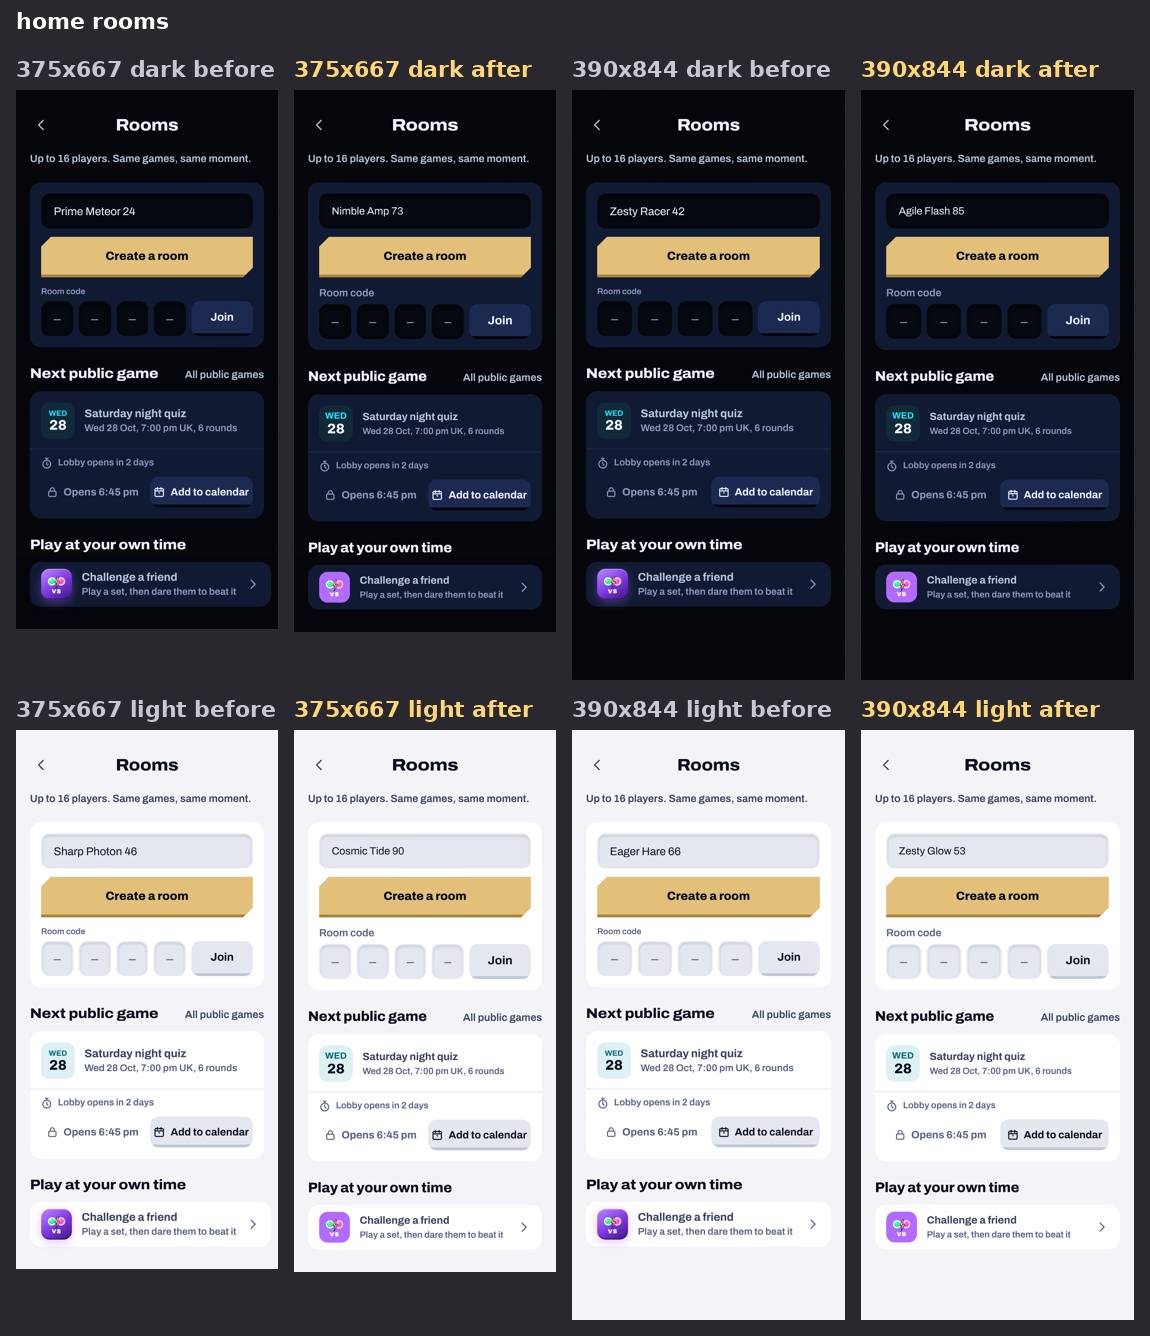 home rooms
375x667 dark before
Rooms
Up to 16 players. Same games, same moment.
Prime Meteor 24
Create a room
Room code
– – – – Join
Next public game All public games
WED
28
Saturday night quiz
Wed 28 Oct, 7:00 pm UK, 6 rounds
Lobby opens in 2 days
Opens 6:45 pm Add to calendar
Play at your own time
VS
Challenge a friend
Play a set, then dare them to beat it
375x667 dark after
Rooms
Up to 16 players. Same games, same moment.
Nimble Amp 73
Create a room
Room code
– – – – Join
Next public game All public games
WED
28
Saturday night quiz
Wed 28 Oct, 7:00 pm UK, 6 rounds
Lobby opens in 2 days
Opens 6:45 pm Add to calendar
Play at your own time
VS
Challenge a friend
Play a set, then dare them to beat it
390x844 dark before
Rooms
Up to 16 players. Same games, same moment.
Zesty Racer 42
Create a room
Room code
– – – – Join
Next public game All public games
WED
28
Saturday night quiz
Wed 28 Oct, 7:00 pm UK, 6 rounds
Lobby opens in 2 days
Opens 6:45 pm Add to calendar
Play at your own time
VS
Challenge a friend
Play a set, then dare them to beat it
390x844 dark after
Rooms
Up to 16 players. Same games, same moment.
Agile Flash 85
Create a room
Room code
– – – – Join
Next public game All public games
WED
28
Saturday night quiz
Wed 28 Oct, 7:00 pm UK, 6 rounds
Lobby opens in 2 days
Opens 6:45 pm Add to calendar
Play at your own time
VS
Challenge a friend
Play a set, then dare them to beat it
375x667 light before
Rooms
Up to 16 players. Same games, same moment.
Sharp Photon 46
Create a room
Room code
– – – – Join
Next public game All public games
WED
28
Saturday night quiz
Wed 28 Oct, 7:00 pm UK, 6 rounds
Lobby opens in 2 days
Opens 6:45 pm Add to calendar
Play at your own time
VS
Challenge a friend
Play a set, then dare them to beat it
375x667 light after
Rooms
Up to 16 players. Same games, same moment.
Cosmic Tide 90
Create a room
Room code
– – – – Join
Next public game All public games
WED
28
Saturday night quiz
Wed 28 Oct, 7:00 pm UK, 6 rounds
Lobby opens in 2 days
Opens 6:45 pm Add to calendar
Play at your own time
VS
Challenge a friend
Play a set, then dare them to beat it
390x844 light before
Rooms
Up to 16 players. Same games, same moment.
Eager Hare 66
Create a room
Room code
– – – – Join
Next public game All public games
WED
28
Saturday night quiz
Wed 28 Oct, 7:00 pm UK, 6 rounds
Lobby opens in 2 days
Opens 6:45 pm Add to calendar
Play at your own time
VS
Challenge a friend
Play a set, then dare them to beat it
390x844 light after
Rooms
Up to 16 players. Same games, same moment.
Zesty Glow 53
Create a room
Room code
– – – – Join
Next public game All public games
WED
28
Saturday night quiz
Wed 28 Oct, 7:00 pm UK, 6 rounds
Lobby opens in 2 days
Opens 6:45 pm Add to calendar
Play at your own time
VS
Challenge a friend
Play a set, then dare them to beat it